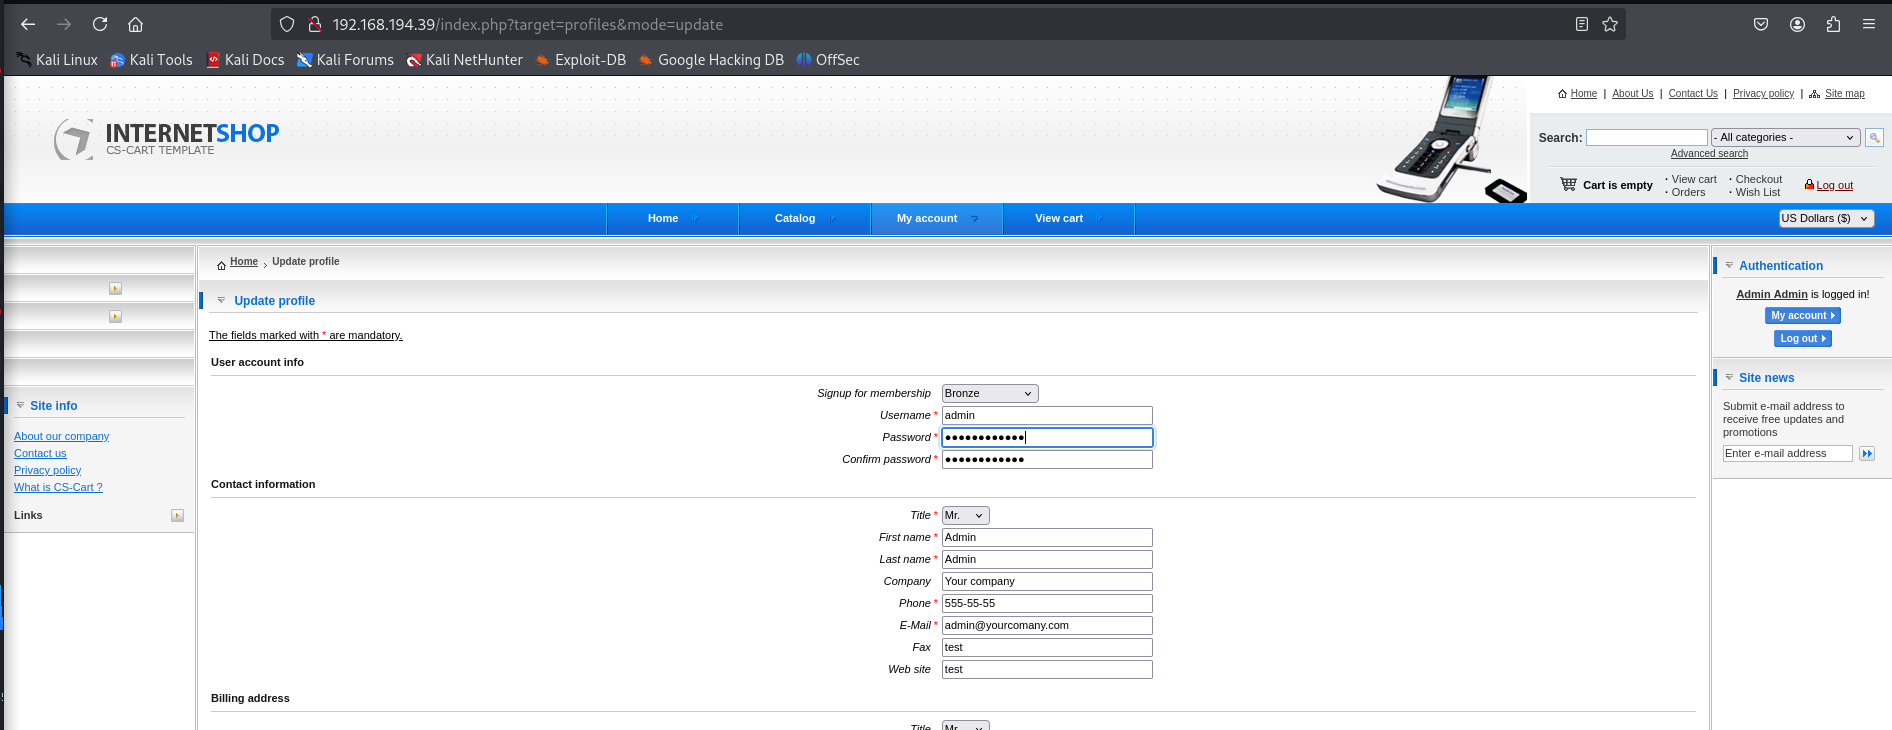 192.168.194.39/index.php?target=profiles&mode=update
Kali Linux Kali Tools Kali Docs Kali Forums Kali NetHunter Exploit-DB Google Hacking DB OffSec
Home | About Us | Contact Us | Privacy policy | Site map
INTERNETSHOP
CS-CART TEMPLATE
Search: - All categories -
Advanced search
Cart is empty
· View cart · Checkout
· Orders · Wish List
Log out
Home Catalog My account View cart
US Dollars ($)
Home Update profile
Update profile
The fields marked with * are mandatory.
User account info
Signup for membership Bronze
Username * admin
Password * ●●●●●●●●●●●●
Confirm password * ●●●●●●●●●●●●
Contact information
Title * Mr.
First name * Admin
Last name * Admin
Company Your company
Phone * 555-55-55
E-Mail * admin@yourcomany.com
Fax test
Web site test
Billing address
Title Mr.
Site info
About our company
Contact us
Privacy policy
What is CS-Cart ?
Links
Authentication
Admin Admin is logged in!
My account
Log out
Site news
Submit e-mail address to
receive free updates and
promotions
Enter e-mail address